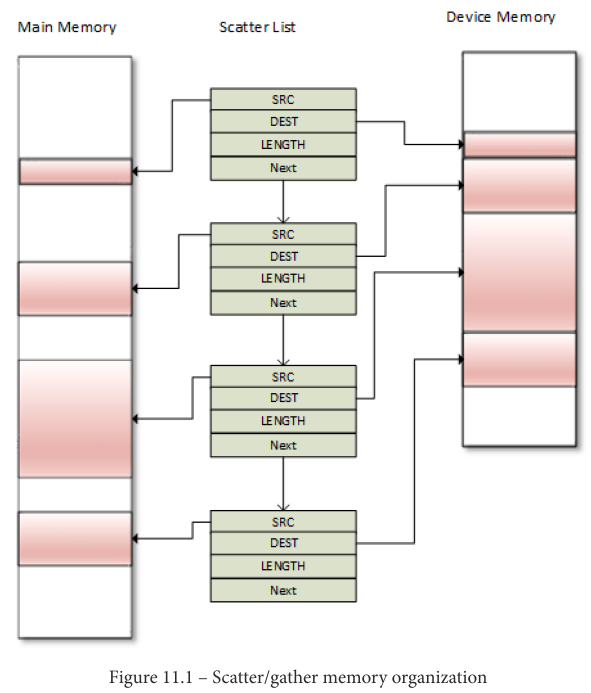 Main Memory
Scatter List
Device Memory
SRC
DEST
LENGTH
Next
SRC
DEST
LENGTH
Next
SRC
DEST
LENGTH
Next
SRC
DEST
LENGTH
Next
Figure 11.1 – Scatter/gather memory organization